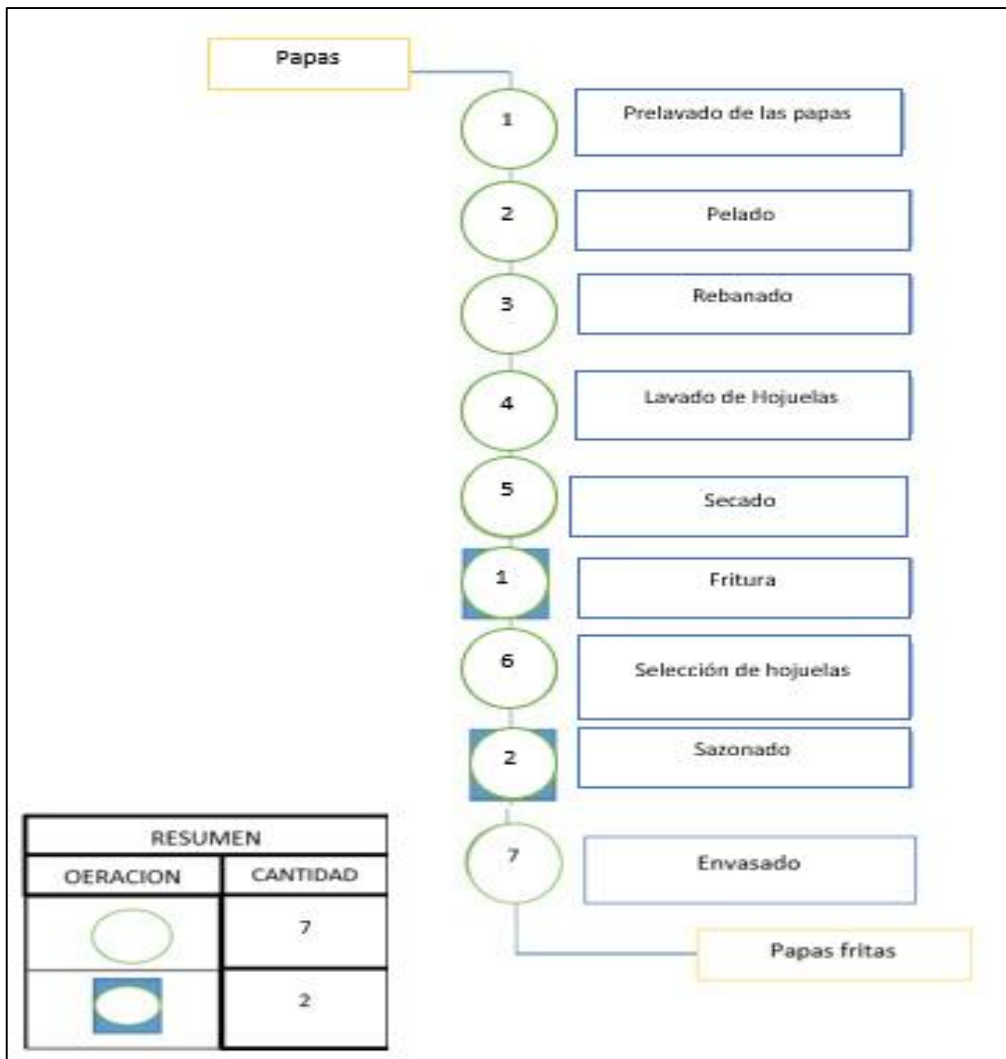 Papas
1
Prelavado de las papas
2
Pelado
3
Rebanado
4
Lavado de Hojuelas
5
Secado
1
Fritura
6
Selección de hojuelas
2
Sazonado
7
Envasado
Papas fritas
RESUMEN
OERACION CANTIDAD
7
2